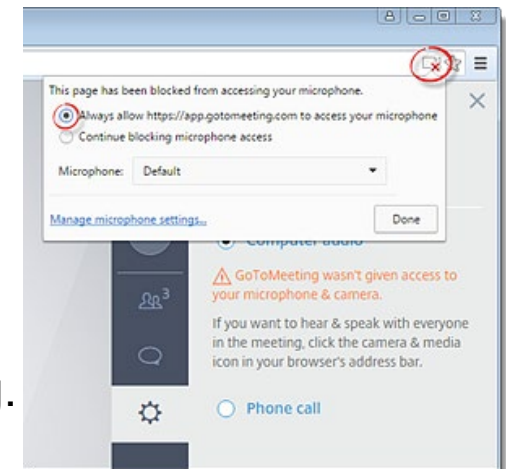 This page has been blocked from accessing your microphone.
Always allow https://app.gotomeeting.com to access your microphone
Continue blocking microphone access
Microphone: Default
Manage microphone settings...
Done
Computer audio
GoToMeeting wasn't given access to
your microphone & camera.
3
If you want to hear & speak with everyone
in the meeting, click the camera & media
icon in your browser's address bar.
Phone call